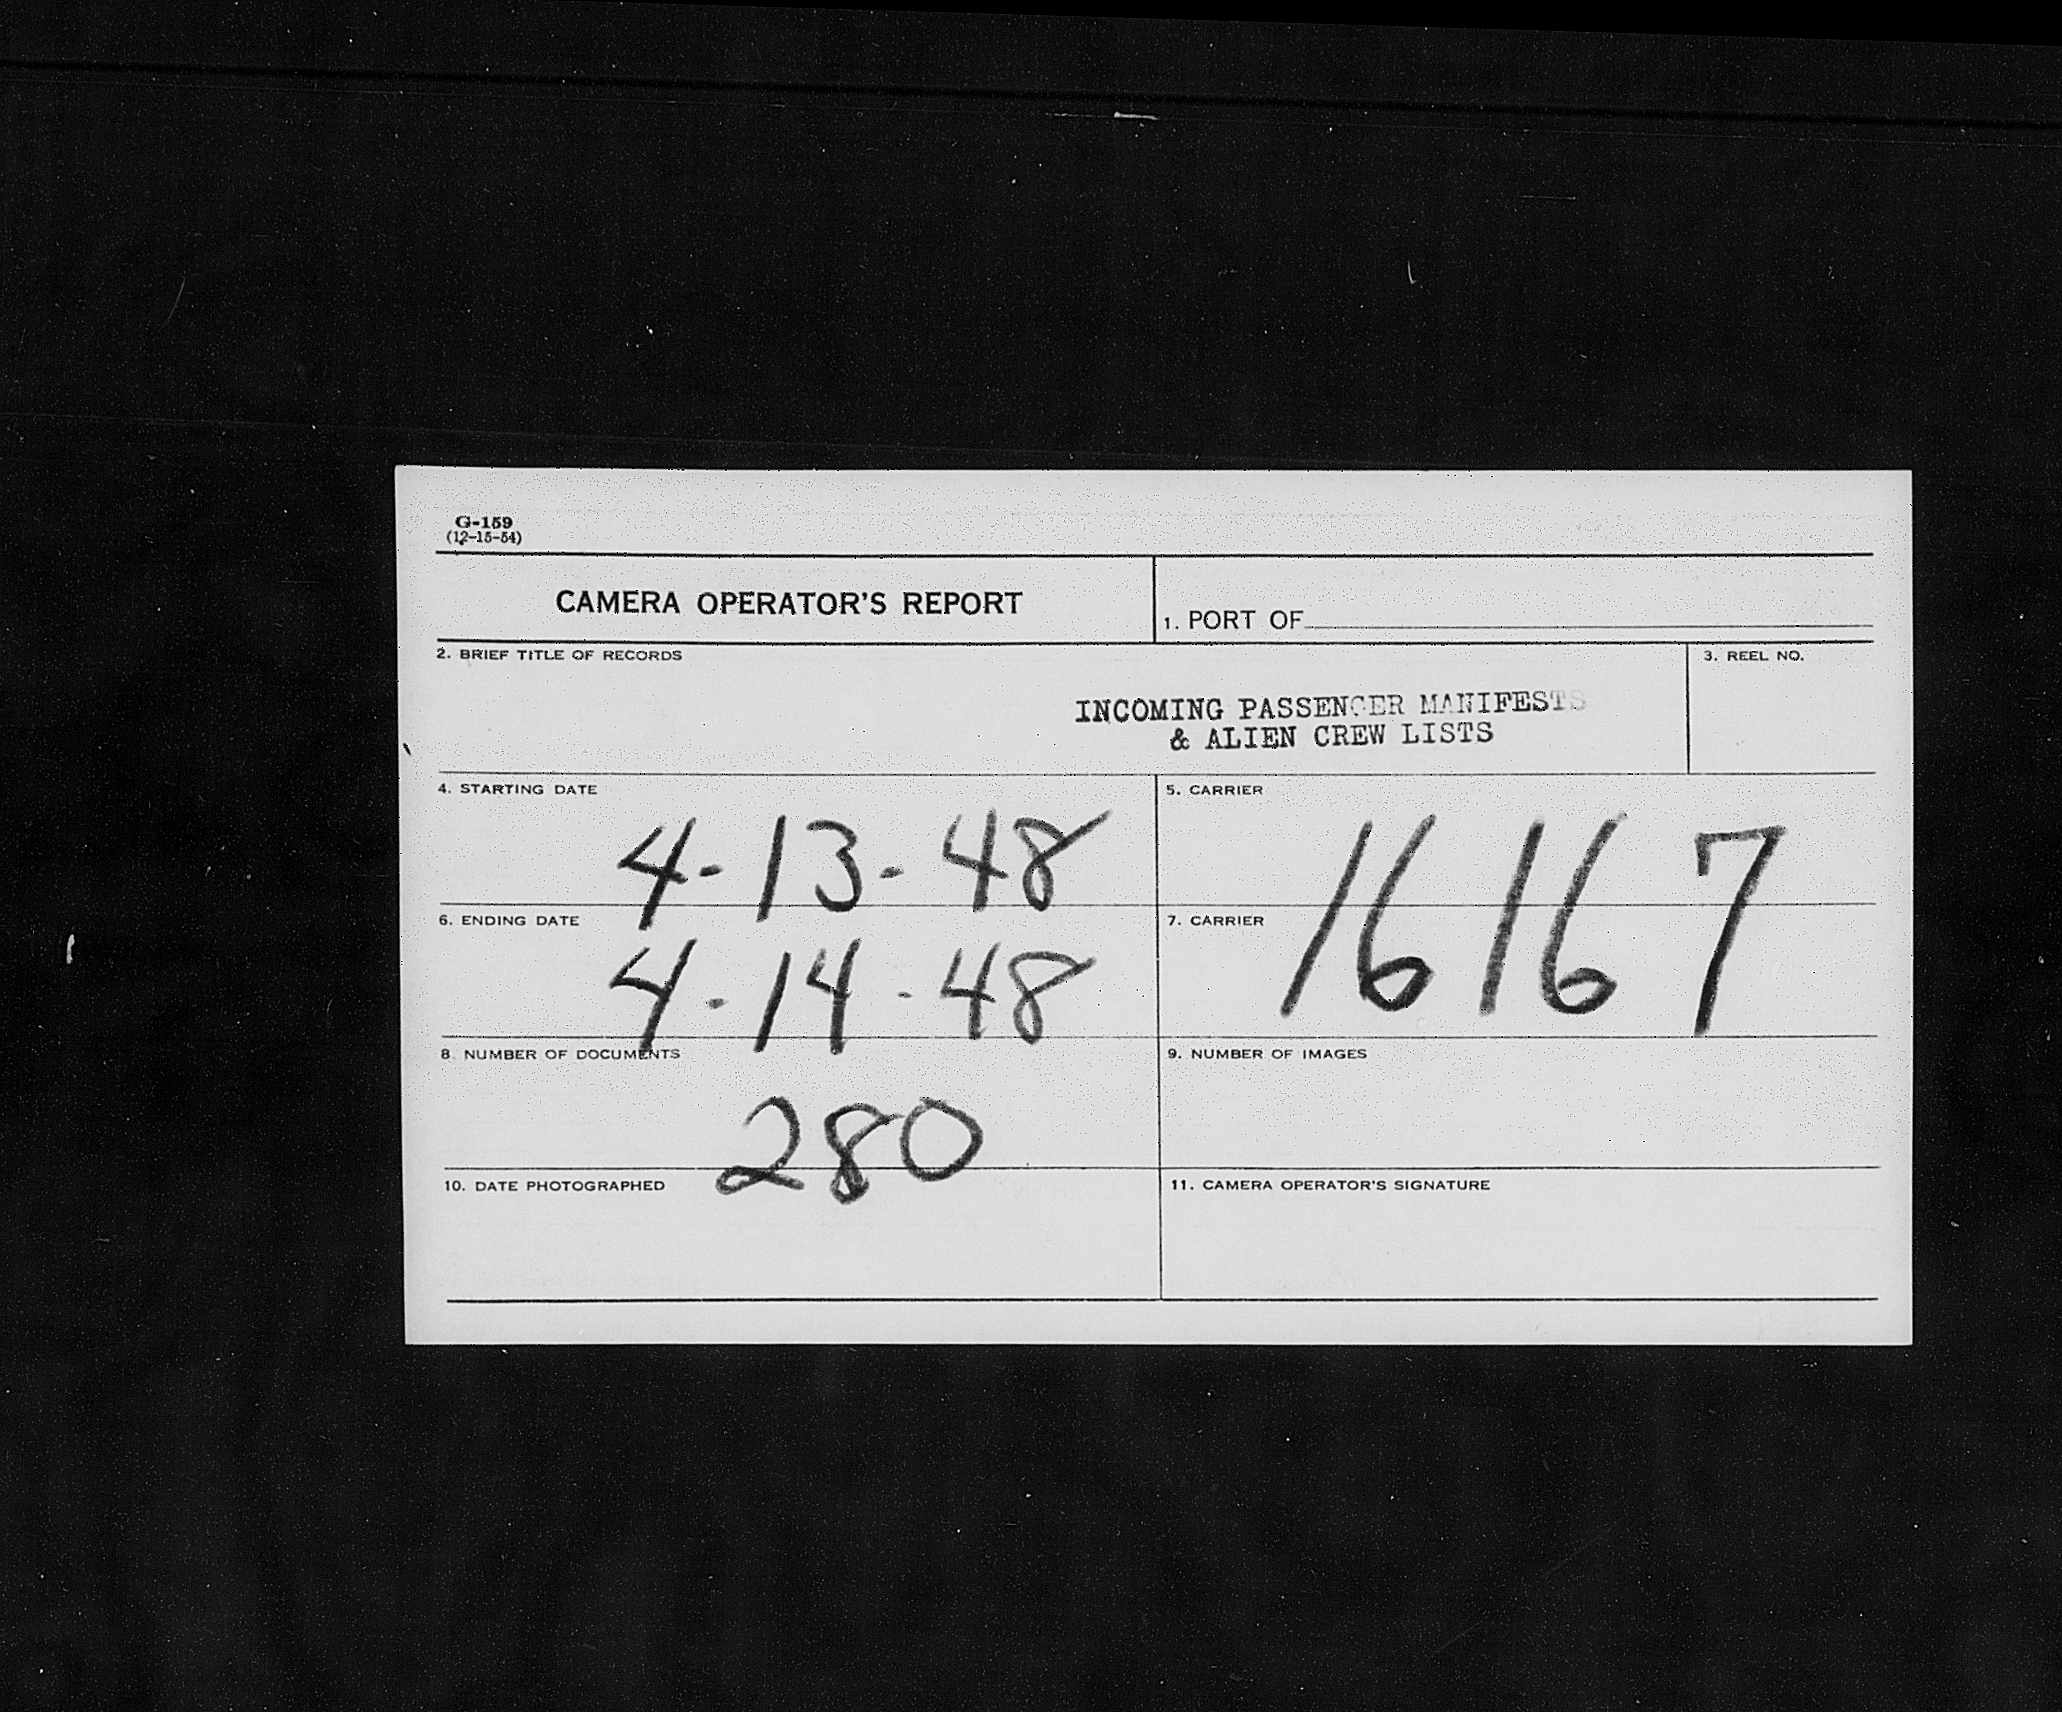 G-159
(12-15-54)
CAMERA OPERATOR'S REPORT
1. PORT OF
2. BRIEF TITLE OF RECORDS
3. REEL NO.
INCOMING PASSENGER MANIFESTS
& ALIEN CREW LISTS
4. STARTING DATE
4-13-48
5. CARRIER
16167
6. ENDING DATE
4-14-48
7. CARRIER
8. NUMBER OF DOCUMENTS
280
9. NUMBER OF IMAGES
10. DATE PHOTOGRAPHED
11. CAMERA OPERATOR'S SIGNATURE